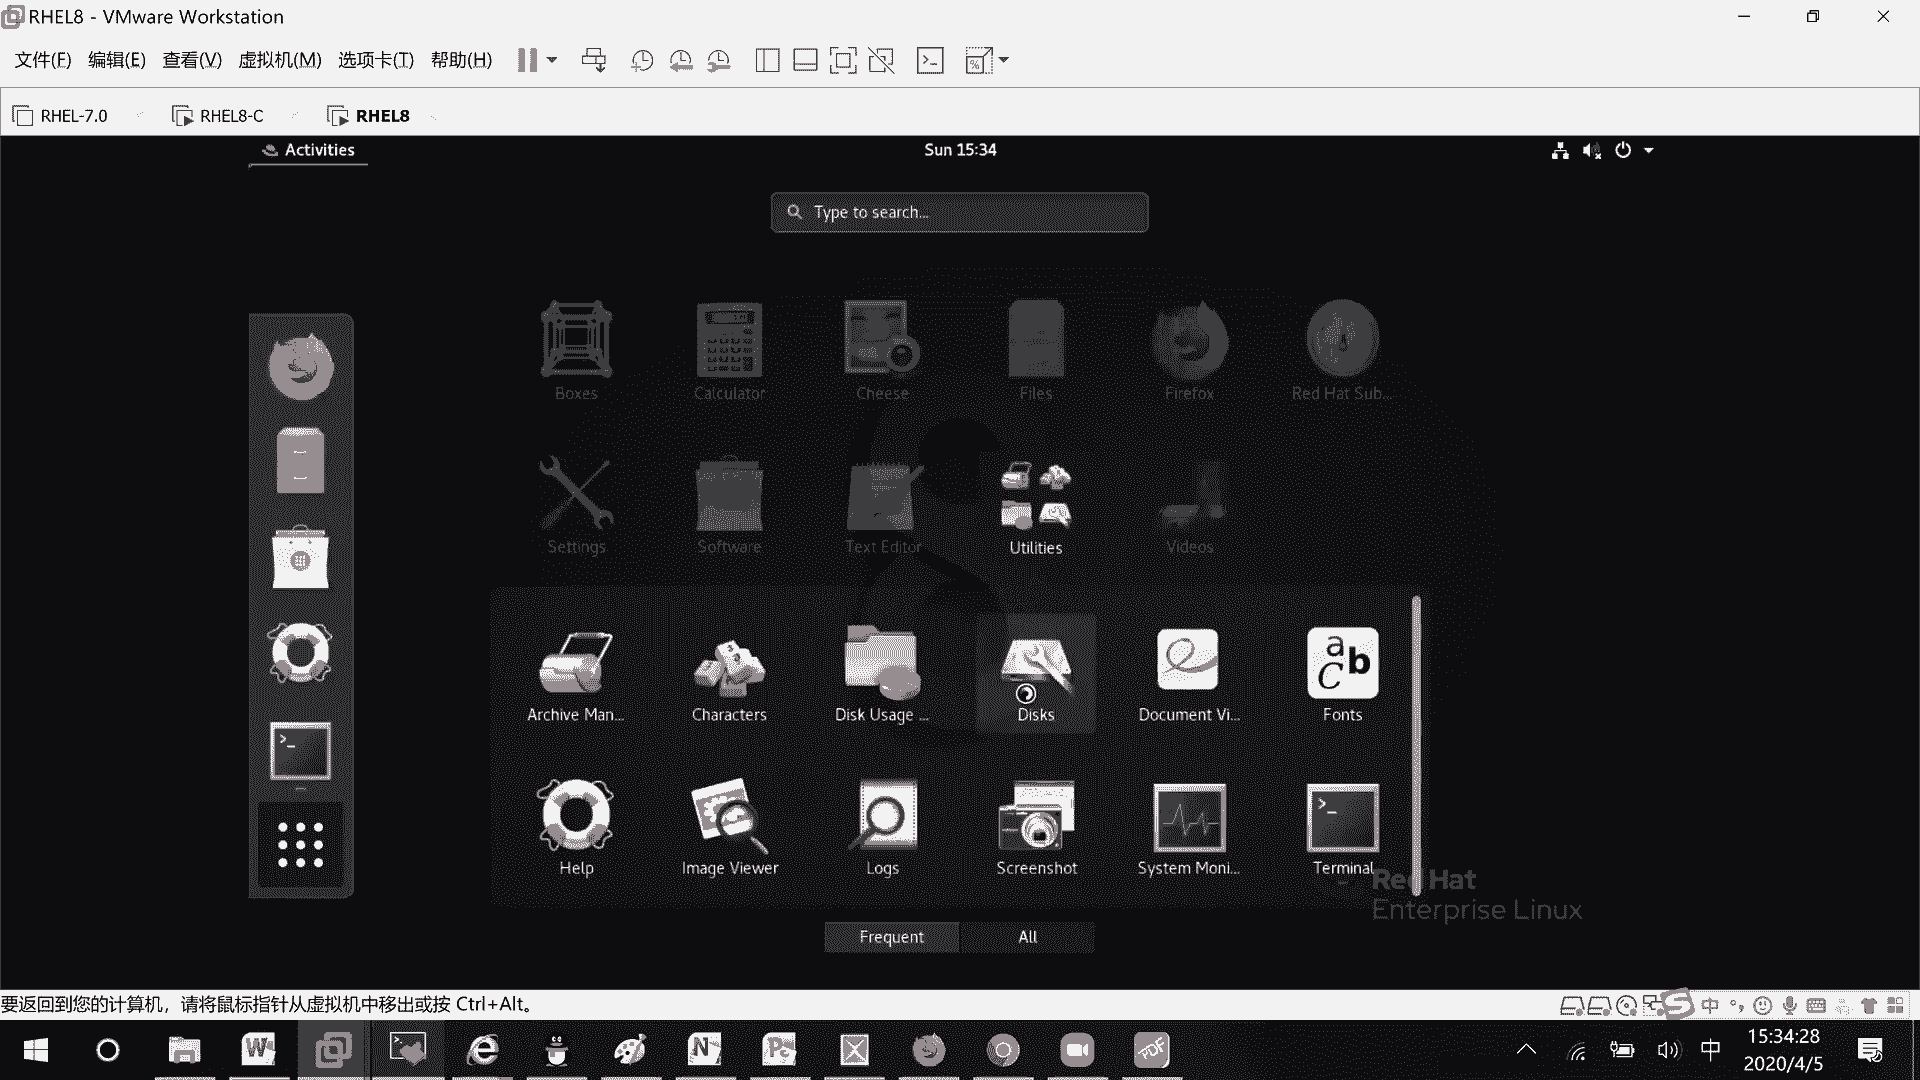 RHEL8 - VMware Workstation
文件(F) 编辑(E) 查看(V) 虚拟机(M) 选项卡(T) 帮助(H)
RHEL-7.0 RHEL8-C RHEL8
Activities Sun 15:34
Type to search...
Boxes Calculator Cheese Files Firefox Red Hat Sub...
Settings Software Text Editor Utilities Videos
Archive Man... Characters Disk Usage ... Disks Document Vi... Fonts
Help Image Viewer Logs Screenshot System Moni... Terminal
Red Hat
Enterprise Linux
Frequent All
要返回到您的计算机，请将鼠标指针从虚拟机中移出或按 Ctrl+Alt。
中
中 15:34:28
2020/4/5